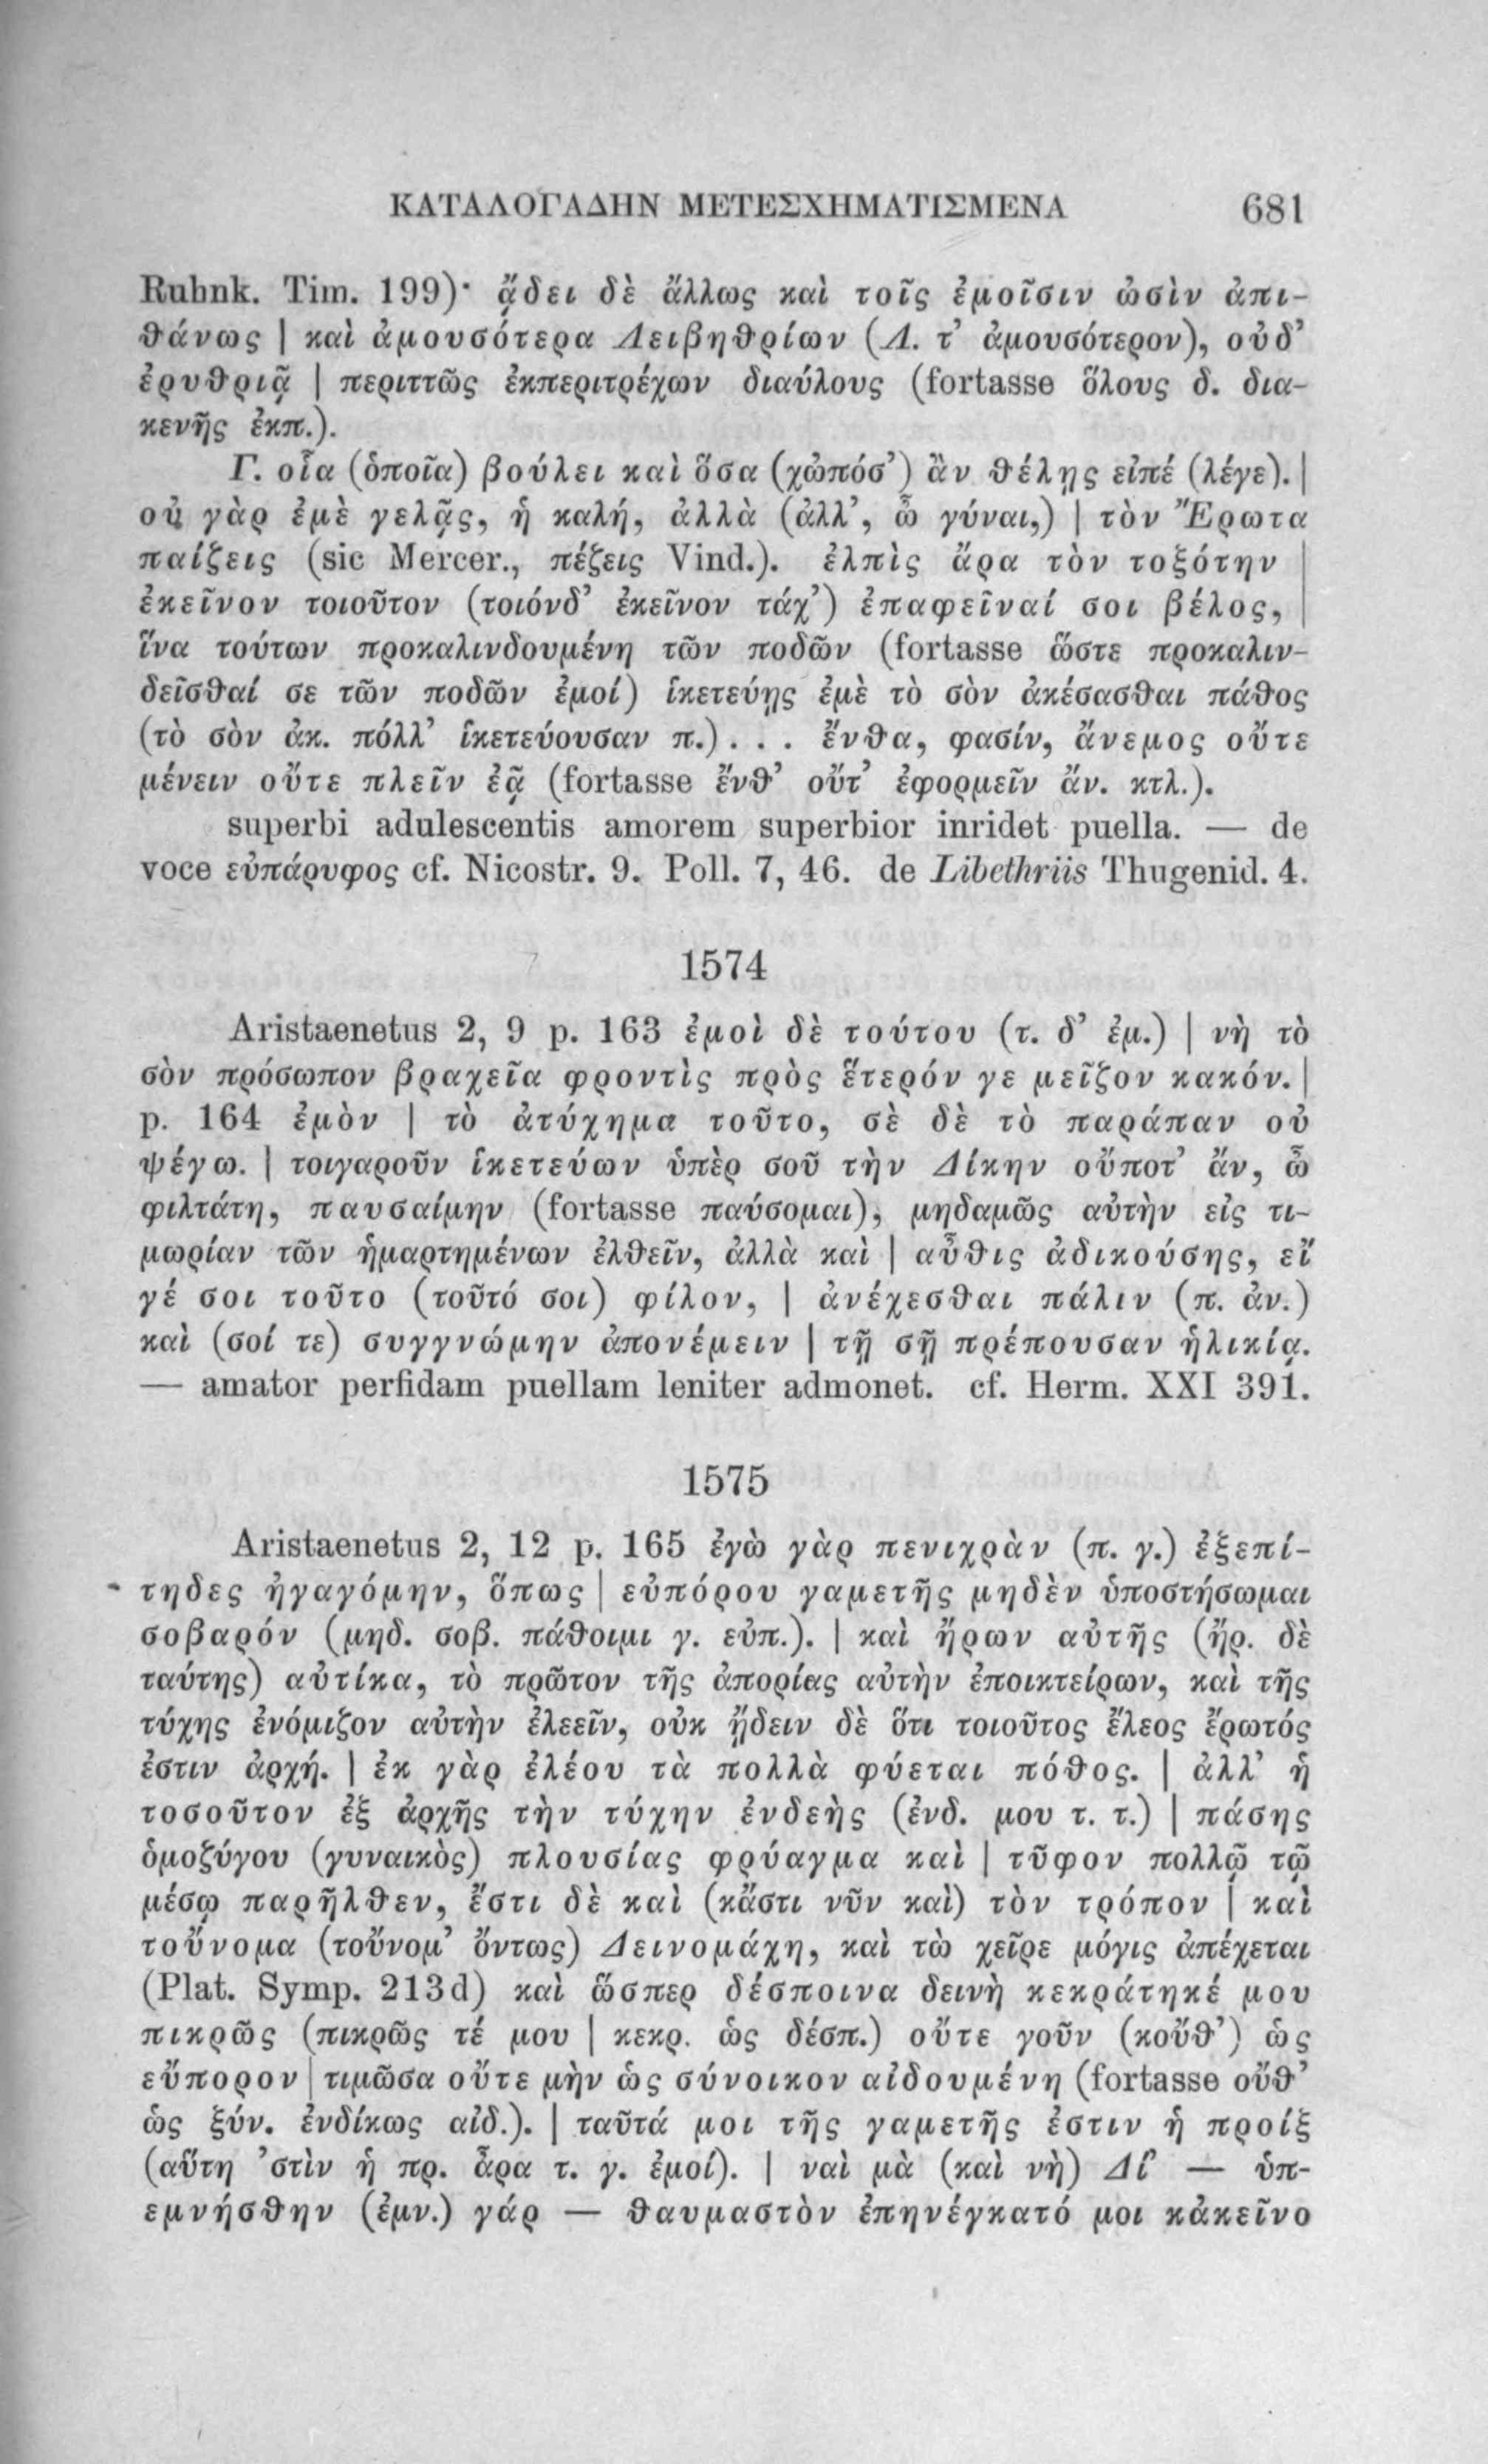 ΚΑΤΑΛΟΓΑΔΗΝ ΜΕΤΕΣΧΗΜΑΤΙΣΜΕΝΑ 681
Ruhnk. Tim. 199)· ᾄδει δὲ ἄλλως καὶ τοῖς ἐμοῖσιν ὠσὶν ἀπι-
θάνως | καὶ ἀμουσότερα Λειβηθρίων (Λ. τ’ ἀμουσότερον), οὐδ’
ἐρυθριᾷ | περιττῶς ἐκπεριτρέχων διαύλους (fortasse ὅλους δ. δια-
κενῆς ἐκπ.).
Γ. οἷα (ὁποῖα) βούλει καὶ ὅσα (χὠπόσ’) ἂν θέλῃς εἰπέ (λέγε). |
οὐ γὰρ ἐμὲ γελᾷς, ἡ καλή, ἀλλὰ (ἀλλ’, ὦ γύναι,) | τὸν Ἔρωτα
παίζεις (sic Mercer., πέζεις Vind.). ἐλπὶς ἄρα τὸν τοξότην |
ἐκεῖνον τοιοῦτον (τοιόνδ’ ἐκεῖνον τάχ’) ἐπαφεῖναί σοι βέλος, |
ἵνα τούτων προκαλινδουμένη τῶν ποδῶν (fortasse ὥστε προκαλιν-
δεῖσθαί σε τῶν ποδῶν ἐμοί) ἱκετεύῃς ἐμὲ τὸ σὸν ἀκέσασθαι πάθος
(τὸ σὸν ἀκ. πόλλ’ ἱκετεύουσαν π.) . . . ἔνθα, φασίν, ἄνεμος οὔτε
μένειν οὔτε πλεῖν ἐᾷ (fortasse ἔνθ’ οὔτ’ ἐφορμεῖν ἄν. κτλ.).
superbi adulescentis amorem superbior inridet puella. — de
voce εὐπάρυφος cf. Nicostr. 9. Poll. 7, 46. de Libethriis Thugenid. 4.
1574
Aristaenetus 2, 9 p. 163 ἐμοὶ δὲ τούτου (τ. δ’ ἐμ.) | νὴ τὸ
σὸν πρόσωπον βραχεῖα φροντὶς πρὸς ἕτερόν γε μεῖζον κακόν. |
p. 164 ἐμὸν | τὸ ἀτύχημα τοῦτο, σὲ δὲ τὸ παράπαν οὐ
ψέγω. | τοιγαροῦν ἱκετεύων ὑπὲρ σοῦ τὴν Δίκην οὔποτ’ ἄν, ὦ
φιλτάτη, παυσαίμην (fortasse παύσομαι), μηδαμῶς αὐτὴν εἰς τι-
μωρίαν τῶν ἡμαρτημένων ἐλθεῖν, ἀλλὰ καὶ | αὖθις ἀδικούσης, εἴ
γέ σοι τοῦτο (τοῦτό σοι) φίλον, | ἀνέχεσθαι πάλιν (π. ἀν.)
καὶ (σοί τε) συγγνώμην ἀπονέμειν | τῇ σῇ πρέπουσαν ἡλικίᾳ.
— amator perfidam puellam leniter admonet. cf. Herm. XXI 391.
1575
Aristaenetus 2, 12 p. 165 ἐγὼ γὰρ πενιχρὰν (π. γ.) ἐξεπί-
τηδες ἠγαγόμην, ὅπως | εὐπόρου γαμετῆς μηδὲν ὑποστήσωμαι
σοβαρόν (μηδ. σοβ. πάθοιμι γ. εὐπ.). | καὶ ἤρων αὐτῆς (ἤρ. δὲ
ταύτης) αὐτίκα, τὸ πρῶτον τῆς ἀπορίας αὐτὴν ἐποικτείρων, καὶ τῆς
τύχης ἐνόμιζον αὐτὴν ἐλεεῖν, οὐκ ᾔδειν δὲ ὅτι τοιοῦτος ἔλεος ἔρωτός
ἐστιν ἀρχή. | ἐκ γὰρ ἐλέου τὰ πολλὰ φύεται πόθος. | ἀλλ’ ἡ
τοσοῦτον ἐξ ἀρχῆς τὴν τύχην ἐνδεὴς (ἐνδ. μου τ. τ.) | πάσης
ὁμοζύγου (γυναικὸς) πλουσίας φρύαγμα καὶ | τῦφον πολλῷ τῷ
μέσῳ παρῆλθεν, ἔστι δὲ καὶ (κἄστι νῦν καὶ) τὸν τρόπον | καὶ
τοὔνομα (τοὔνομ’ ὄντως) Δεινομάχη, καὶ τὼ χεῖρε μόγις ἀπέχεται
(Plat. Symp. 213d) καὶ ὥσπερ δέσποινα δεινὴ κεκράτηκέ μου
πικρῶς (πικρῶς τέ μου | κεκρ. ὡς δέσπ.) οὔτε γοῦν (κοὔθ’) ὡς
εὔπορον | τιμῶσα οὔτε μὴν ὡς σύνοικον αἰδουμένη (fortasse οὔθ’
ὡς ξύν. ἐνδίκως αἰδ.). | ταῦτά μοι τῆς γαμετῆς ἐστιν ἡ προίξ
(αὕτη ’στὶν ἡ πρ. ἆρα τ. γ. ἐμοί). | ναὶ μὰ (καὶ νὴ) Δί’ — ὑπ-
εμνήσθην (ἐμν.) γάρ — θαυμαστὸν ἐπηνέγκατό μοι κἀκεῖνο